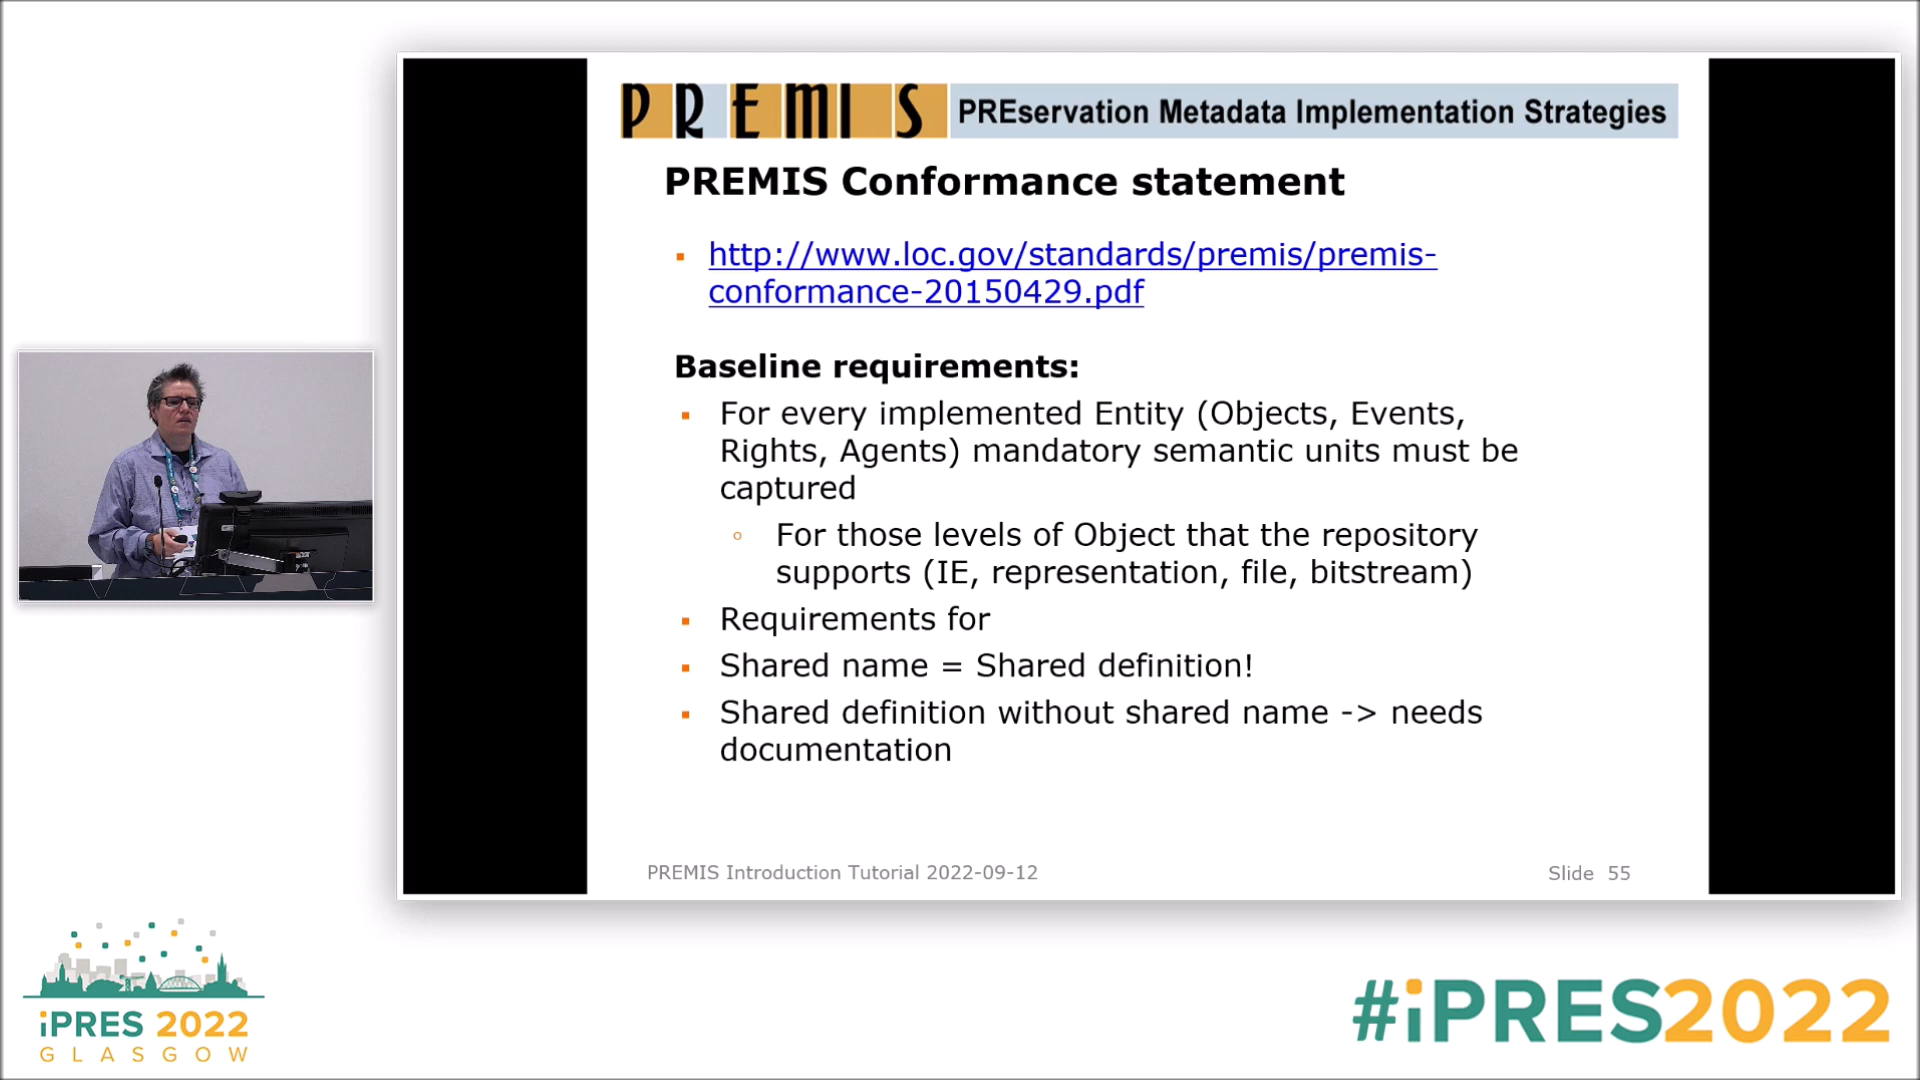 PREMIS PREservation Metadata Implementation Strategies
PREMIS Conformance statement
http://www.loc.gov/standards/premis/premis-
conformance-20150429.pdf
Baseline requirements:
For every implemented Entity (Objects, Events,
Rights, Agents) mandatory semantic units must be
captured
For those levels of Object that the repository
supports (IE, representation, file, bitstream)
Requirements for
Shared name = Shared definition!
Shared definition without shared name -> needs
documentation
PREMIS Introduction Tutorial 2022-09-12
Slide 55
iPRES 2022
GLASGOW
#iPRES2022